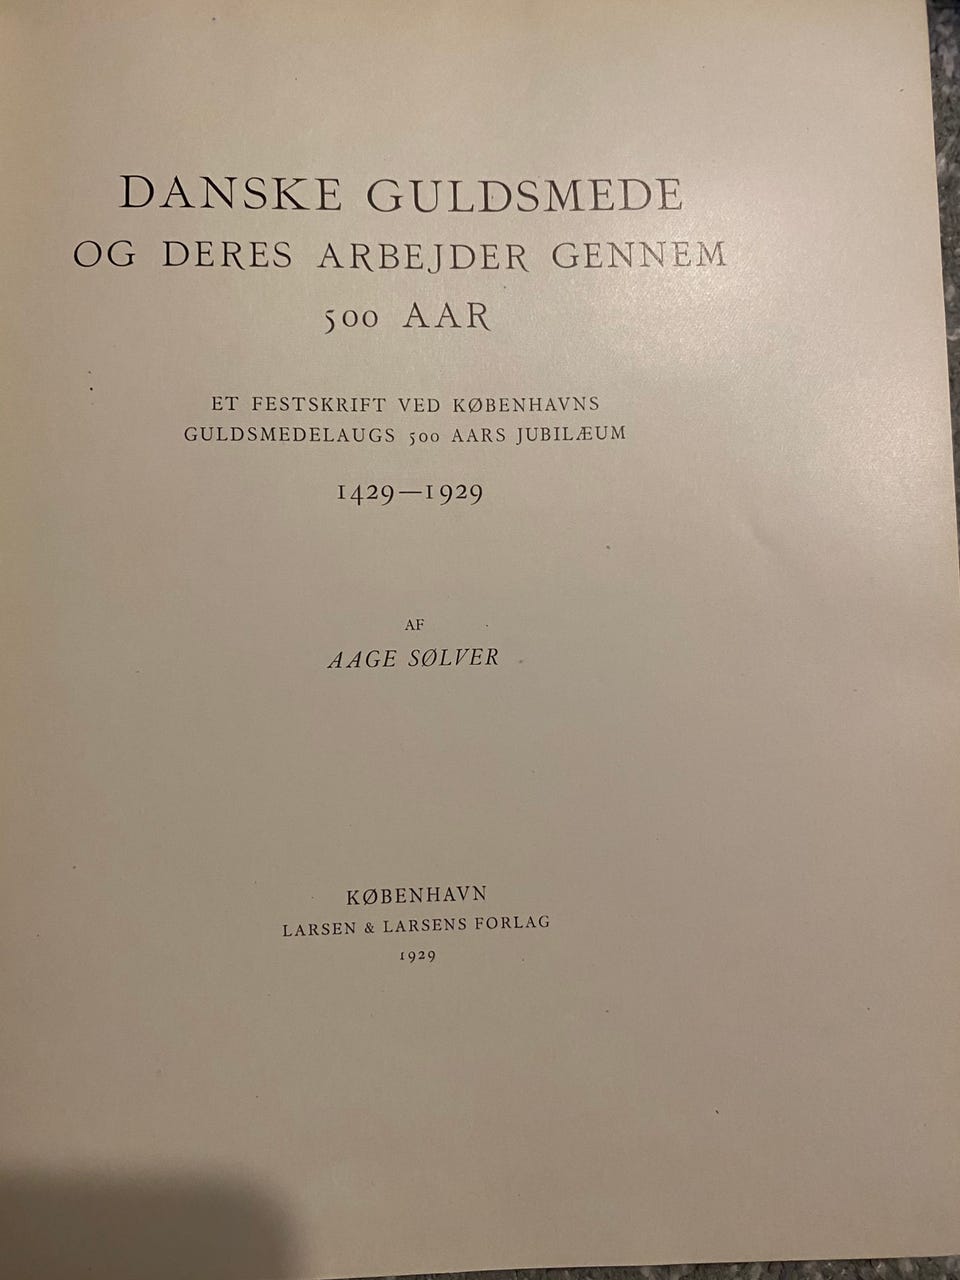 DANSKE GULDSMEDE
OG DERES ARBEJDER GENNEM
500 AAR
ET FESTSKRIFT VED KØBENHAVNS
GULDSMEDELAUGS 500 AARS JUBILÆUM
1429—1929
AF
AAGE SØLVER
KØBENHAVN
LARSEN & LARSENS FORLAG
1929